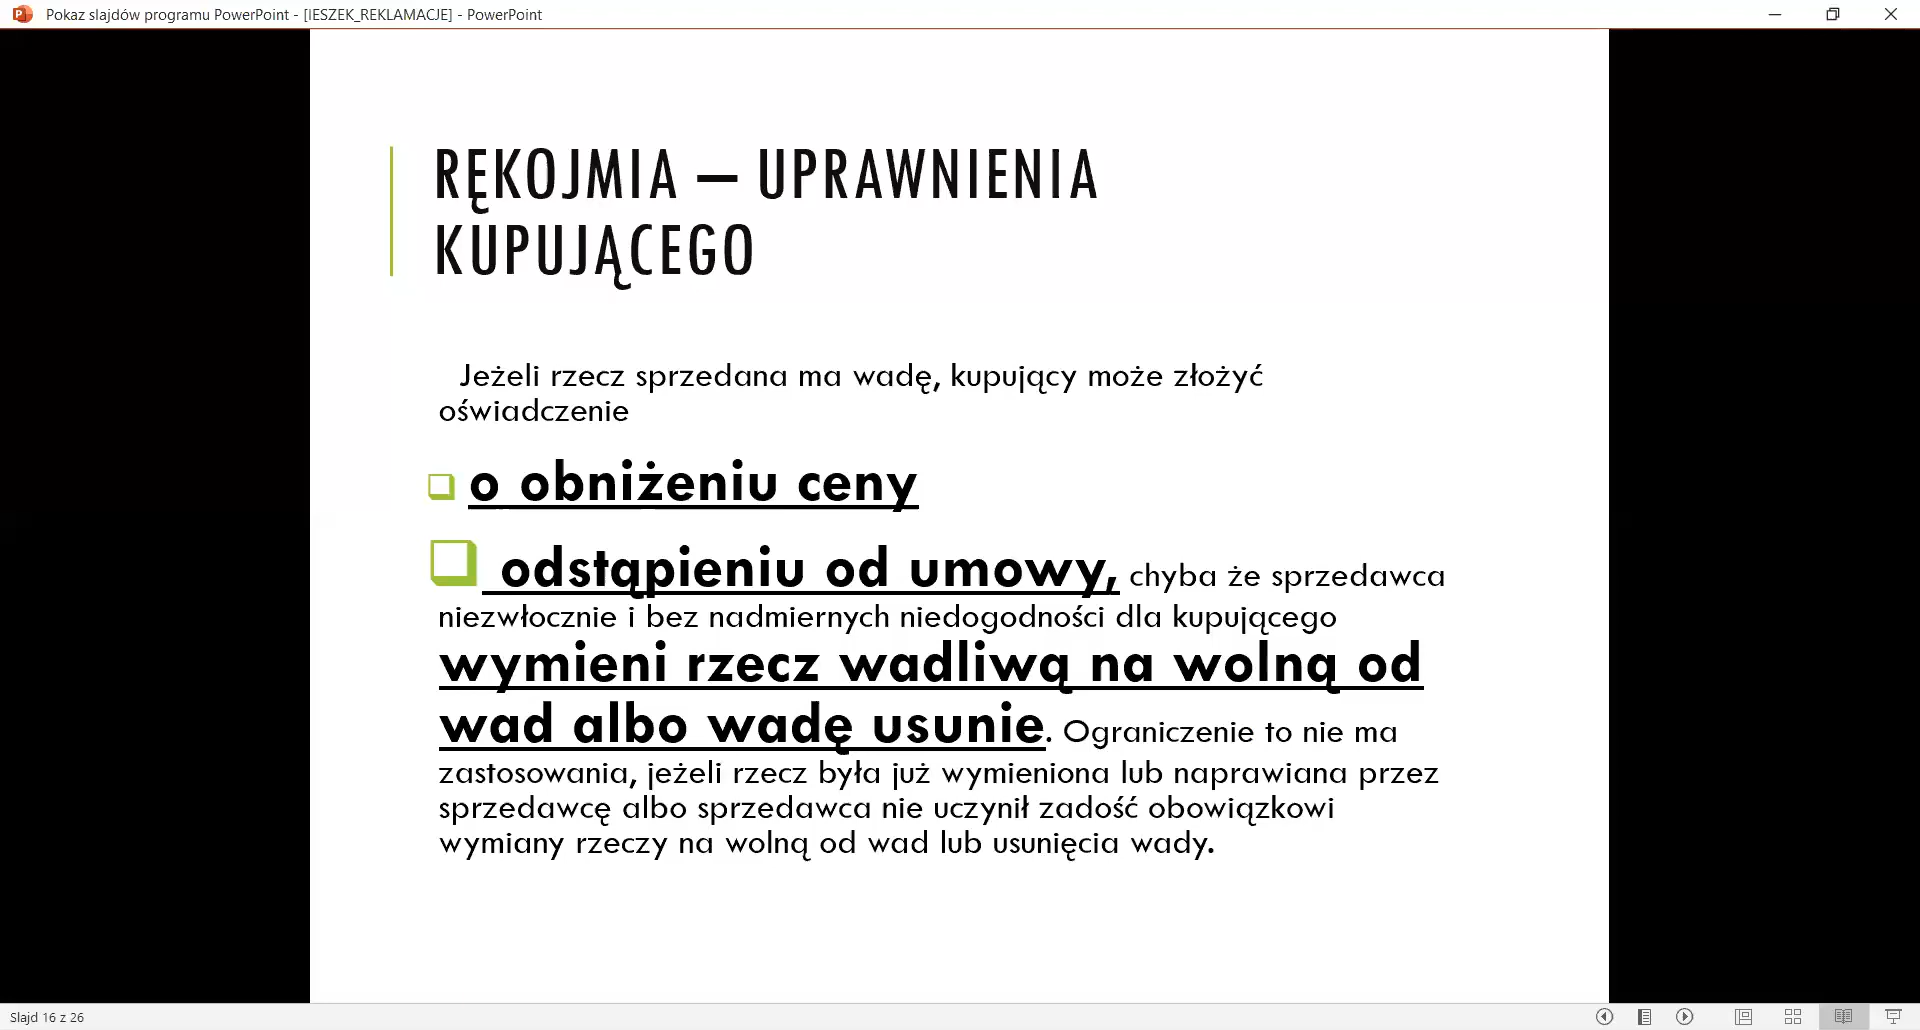 Pokaz slajdów programu PowerPoint - [IESZEK_REKLAMACJE] - PowerPoint
RĘKOJMIA – UPRAWNIENIA
KUPUJĄCEGO
Jeżeli rzecz sprzedana ma wadę, kupujący może złożyć
oświadczenie
o obniżeniu ceny
odstąpieniu od umowy, chyba że sprzedawca
niezwłocznie i bez nadmiernych niedogodności dla kupującego
wymieni rzecz wadliwą na wolną od
wad albo wadę usunie. Ograniczenie to nie ma
zastosowania, jeżeli rzecz była już wymieniona lub naprawiana przez
sprzedawcę albo sprzedawca nie uczynił zadość obowiązkowi
wymiany rzeczy na wolną od wad lub usunięcia wady.
Slajd 16 z 26